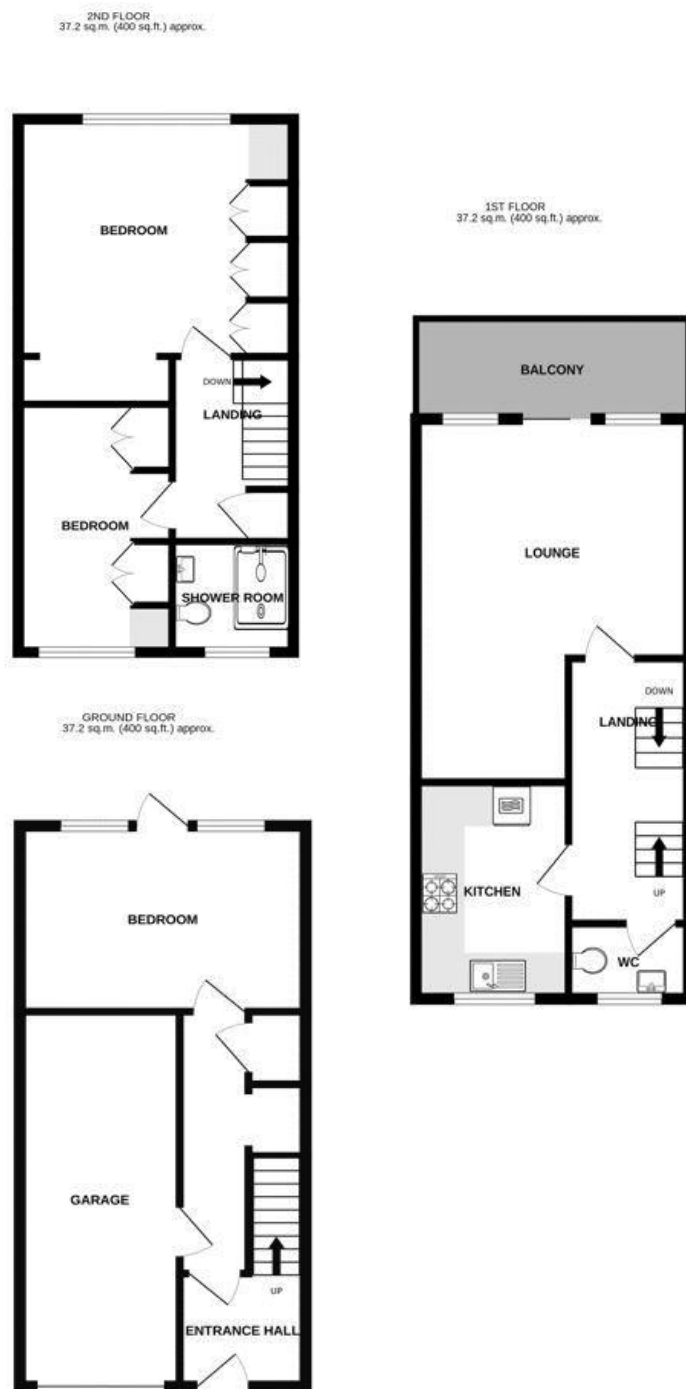 2ND FLOOR
37.2 sq.m. (400 sq.ft.) approx.
BEDROOM
DOWN
LANDING
BEDROOM
SHOWER ROOM
1ST FLOOR
37.2 sq.m. (400 sq.ft.) approx.
BALCONY
LOUNGE
DOWN
LANDING
KITCHEN
UP
WC
GROUND FLOOR
37.2 sq.m. (400 sq.ft.) approx.
BEDROOM
GARAGE
UP
ENTRANCE HALL